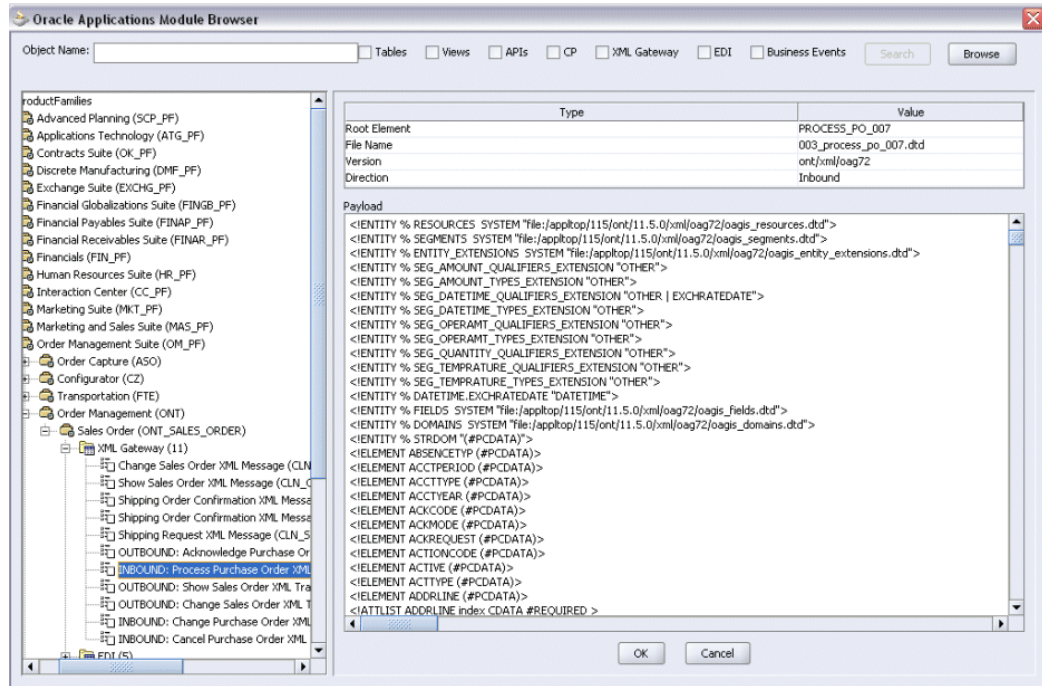 Oracle Applications Module Browser
Object Name: Tables Views APIs CP XML Gateway EDI Business Events Search Browse
roductFamilies
Advanced Planning (SCP_PF)
Applications Technology (ATG_PF)
Contracts Suite (OK_PF)
Discrete Manufacturing (DMF_PF)
Exchange Suite (EXCHG_PF)
Financial Globalizations Suite (FINGB_PF)
Financial Payables Suite (FINAP_PF)
Financial Receivables Suite (FINAR_PF)
Financials (FIN_PF)
Human Resources Suite (HR_PF)
Interaction Center (CC_PF)
Marketing Suite (MKT_PF)
Marketing and Sales Suite (MAS_PF)
Order Management Suite (OM_PF)
Order Capture (ASO)
Configurator (CZ)
Transportation (FTE)
Order Management (ONT)
Sales Order (ONT_SALES_ORDER)
XML Gateway (11)
Change Sales Order XML Message (CLN
Show Sales Order XML Message (CLN_C
Shipping Order Confirmation XML Messa
Shipping Order Confirmation XML Messa
Shipping Request XML Message (CLN_S
OUTBOUND: Acknowledge Purchase Or
INBOUND: Process Purchase Order XML
OUTBOUND: Show Sales Order XML Tra
OUTBOUND: Change Sales Order XML T
INBOUND: Change Purchase Order XML
INBOUND: Cancel Purchase Order XML
EDI (5)
Type Value
Root Element PROCESS_PO_007
File Name 003_process_po_007.dtd
Version ont/xml/oag72
Direction Inbound
Payload
<!ENTITY % RESOURCES SYSTEM "file:/appltop/115/ont/11.5.0/xml/oag72/oagis_resources.dtd">
<!ENTITY % SEGMENTS SYSTEM "file:/appltop/115/ont/11.5.0/xml/oag72/oagis_segments.dtd">
<!ENTITY % ENTITY_EXTENSIONS SYSTEM "file:/appltop/115/ont/11.5.0/xml/oag72/oagis_entity_extensions.dtd">
<!ENTITY % SEG_AMOUNT_QUALIFIERS_EXTENSION "OTHER">
<!ENTITY % SEG_AMOUNT_TYPES_EXTENSION "OTHER">
<!ENTITY % SEG_DATETIME_QUALIFIERS_EXTENSION "OTHER | EXCHRATEDATE">
<!ENTITY % SEG_DATETIME_TYPES_EXTENSION "OTHER">
<!ENTITY % SEG_OPERAMT_QUALIFIERS_EXTENSION "OTHER">
<!ENTITY % SEG_OPERAMT_TYPES_EXTENSION "OTHER">
<!ENTITY % SEG_QUANTITY_QUALIFIERS_EXTENSION "OTHER">
<!ENTITY % SEG_TEMPRATURE_QUALIFIERS_EXTENSION "OTHER">
<!ENTITY % SEG_TEMPRATURE_TYPES_EXTENSION "OTHER">
<!ENTITY % DATETIME.EXCHRATEDATE "DATETIME">
<!ENTITY % FIELDS SYSTEM "file:/appltop/115/ont/11.5.0/xml/oag72/oagis_fields.dtd">
<!ENTITY % DOMAINS SYSTEM "file:/appltop/115/ont/11.5.0/xml/oag72/oagis_domains.dtd">
<!ENTITY % STRDOM "(#PCDATA)">
<!ELEMENT ABSENCETYP (#PCDATA)>
<!ELEMENT ACCTPERIOD (#PCDATA)>
<!ELEMENT ACCTTYPE (#PCDATA)>
<!ELEMENT ACCTYEAR (#PCDATA)>
<!ELEMENT ACKCODE (#PCDATA)>
<!ELEMENT ACKMODE (#PCDATA)>
<!ELEMENT ACKREQUEST (#PCDATA)>
<!ELEMENT ACTIONCODE (#PCDATA)>
<!ELEMENT ACTIVE (#PCDATA)>
<!ELEMENT ACTTYPE (#PCDATA)>
<!ELEMENT ADDRLINE (#PCDATA)>
<!ATTLIST ADDRLINE index CDATA #REQUIRED >
OK Cancel